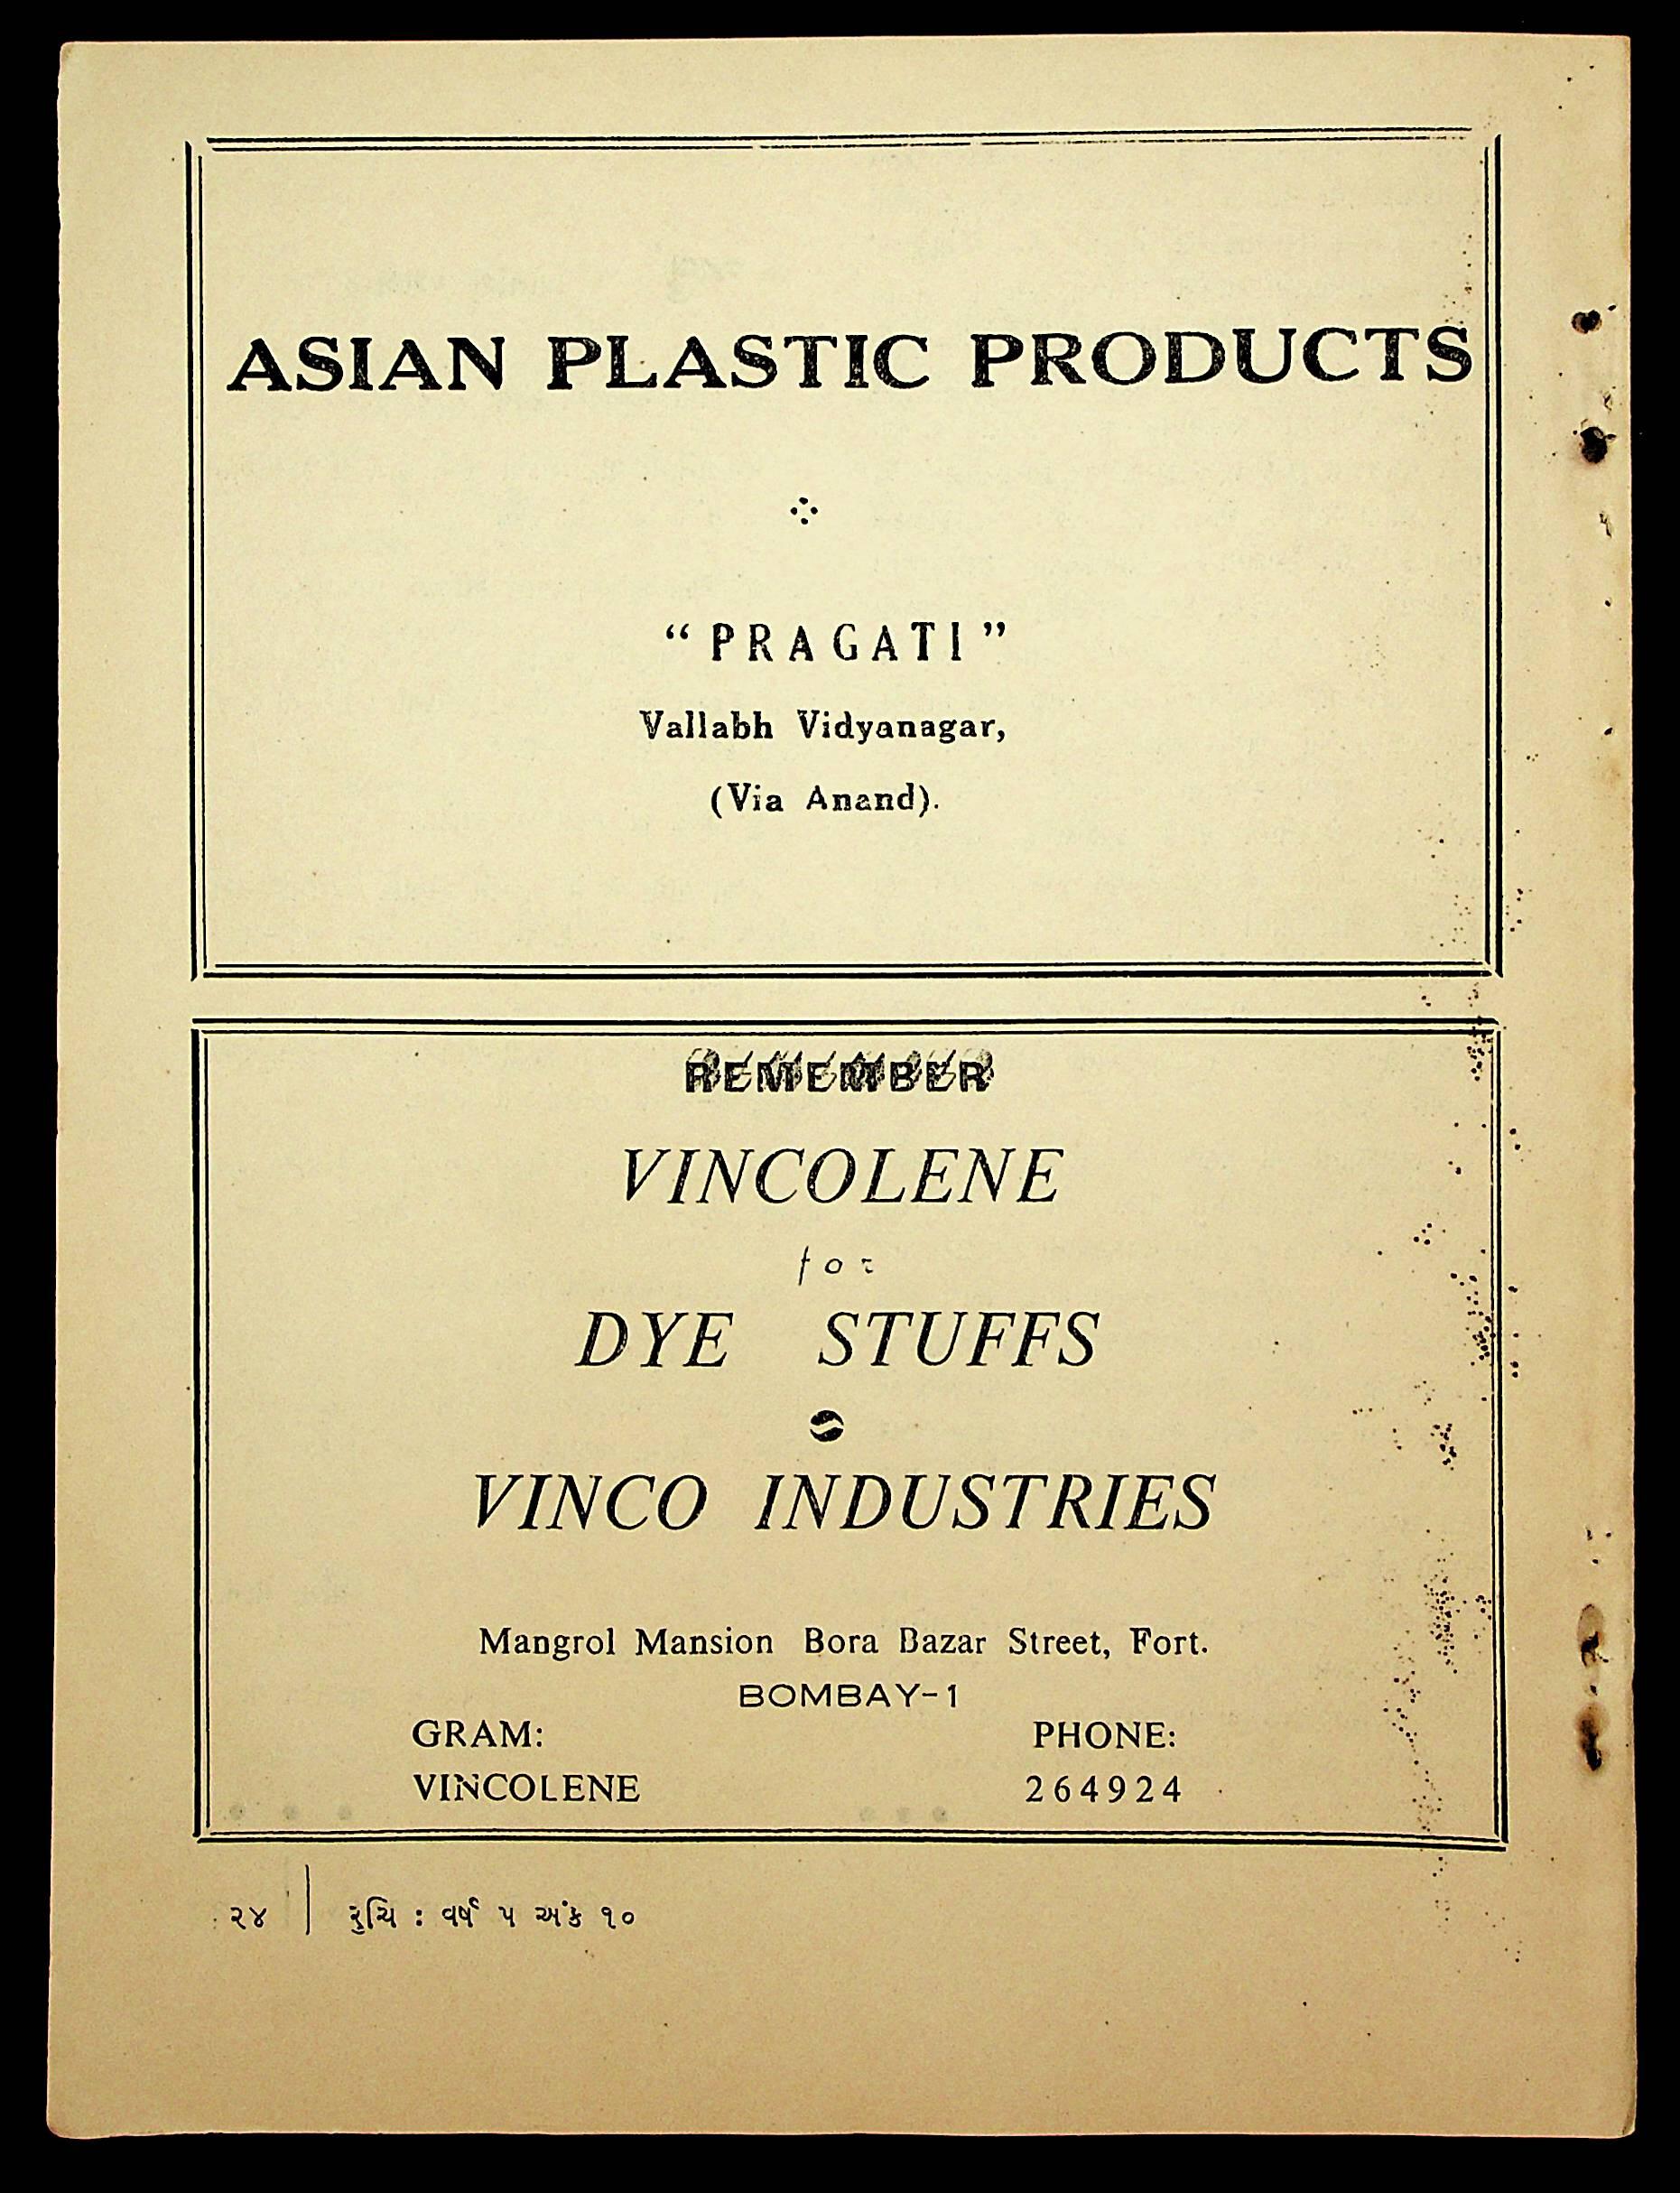 ASIAN PLASTIC PRODUCTS
“PRAGATI”
Vallabh Vidyanagar,
(Via Anand).
REMEMBER
VINCOLENE
for
DYE STUFFS
VINCO INDUSTRIES
Mangrol Mansion Bora Bazar Street, Fort.
BOMBAY-1
GRAM: PHONE:
VINCOLENE 264924
૨૪ | રુચિ : વર્ષ ૫ અંક ૧૦